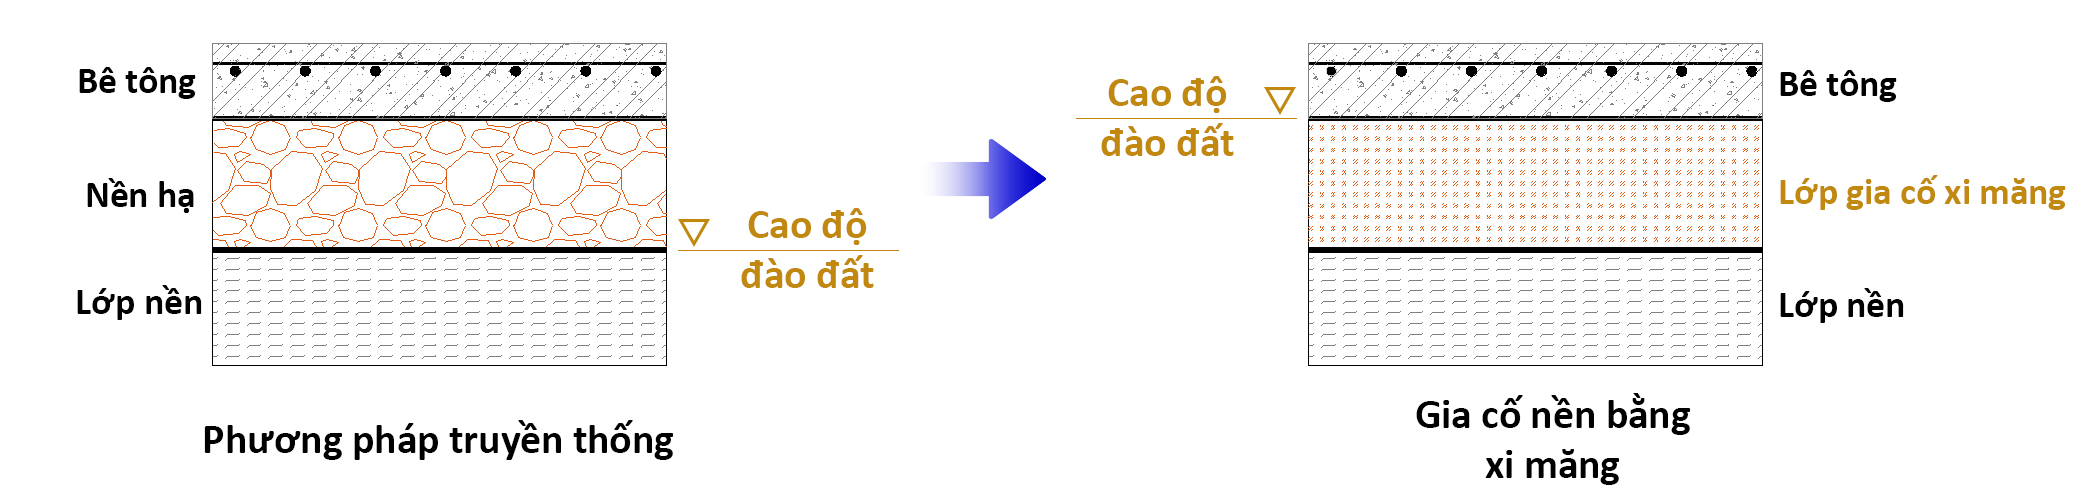 Bê tông
Nền hạ
Lớp nền
Cao độ
đào đất
Phương pháp truyền thống
Cao độ
đào đất
Bê tông
Lớp gia cố xi măng
Lớp nền
Gia cố nền bằng
xi măng